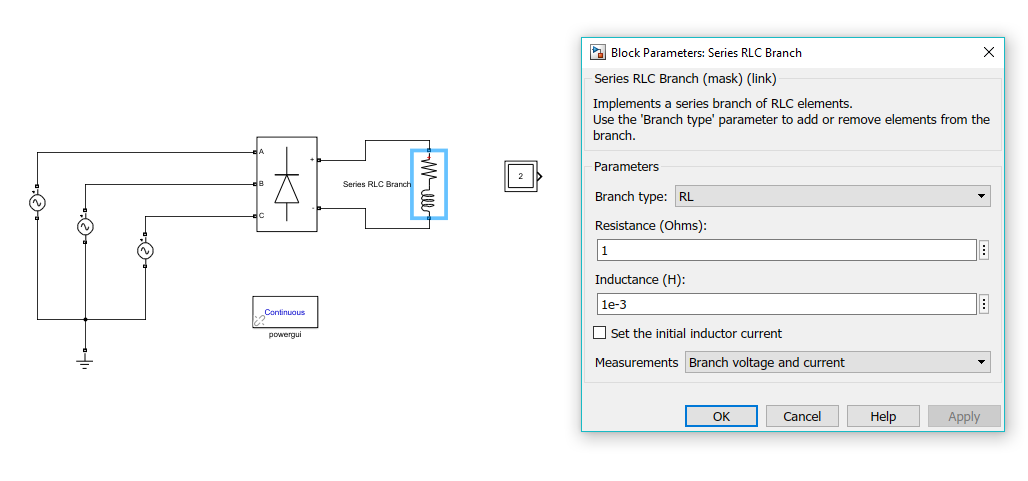 A
B
C
+
-
Series RLC Branch
+
2
Continuous
powergui
Block Parameters: Series RLC Branch
Series RLC Branch (mask) (link)
Implements a series branch of RLC elements.
Use the 'Branch type' parameter to add or remove elements from the
branch.
Parameters
Branch type: RL
Resistance (Ohms):
1
Inductance (H):
1e-3
Set the initial inductor current
Measurements Branch voltage and current
OK Cancel Help Apply